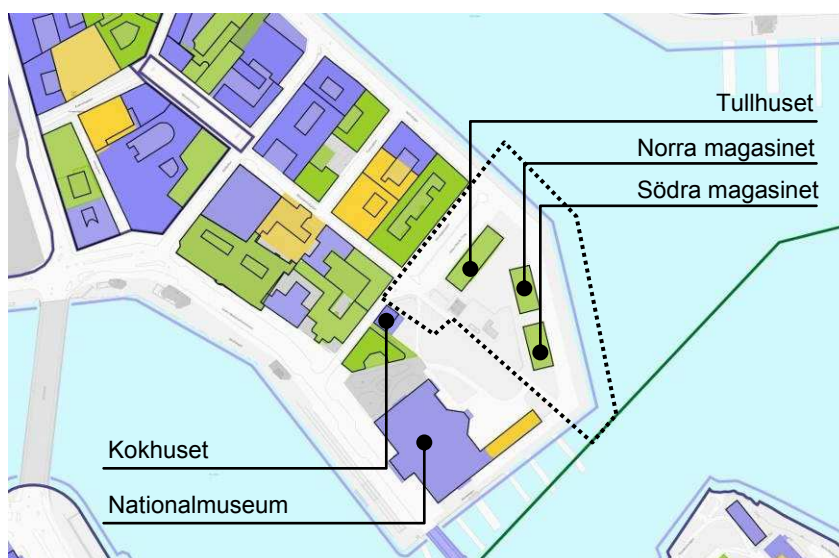 Tullhuset
Norra magasinet
Södra magasinet
Kokhuset
Nationalmuseum